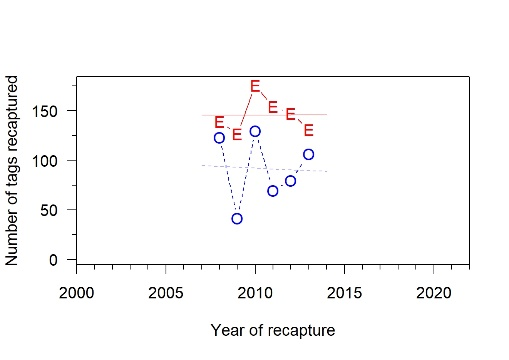 Number of tags recaptured
150
100
50
0
E E E E E E
O O O O O O
2000 2005 2010 2015 2020
Year of recapture